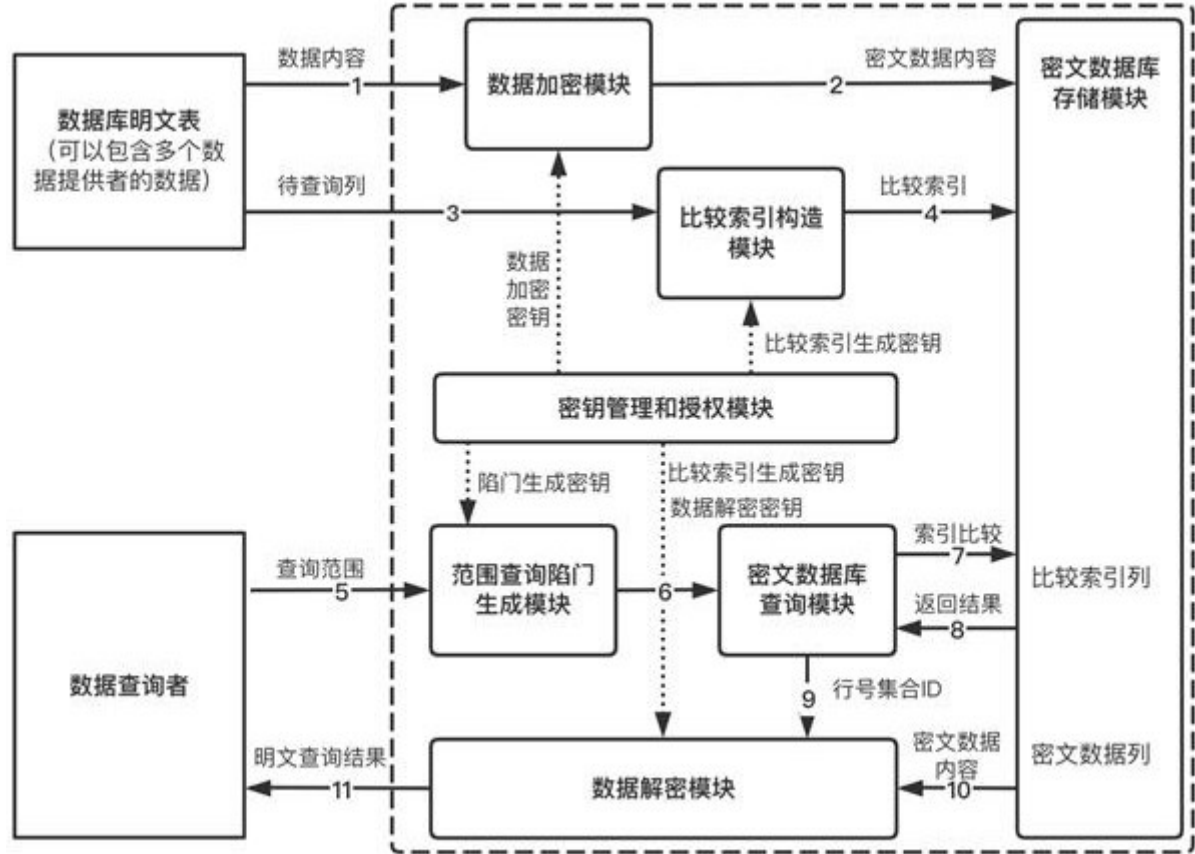 数据内容
1
数据加密模块
2
密文数据内容
密文数据库
存储模块
数据库明文表
（可以包含多个数
据提供者的数据）
待查询列
3
比较索引构造
模块
比较索引
4
数据
加密
密钥
比较索引生成密钥
密钥管理和授权模块
陷门生成密钥
比较索引生成密钥
数据解密密钥
查询范围
5
范围查询陷门
生成模块
6
密文数据库
查询模块
索引比较
7
比较索引列
返回结果
8
数据查询者
9
行号集合ID
明文查询结果
11
数据解密模块
密文数据
内容
10
密文数据列